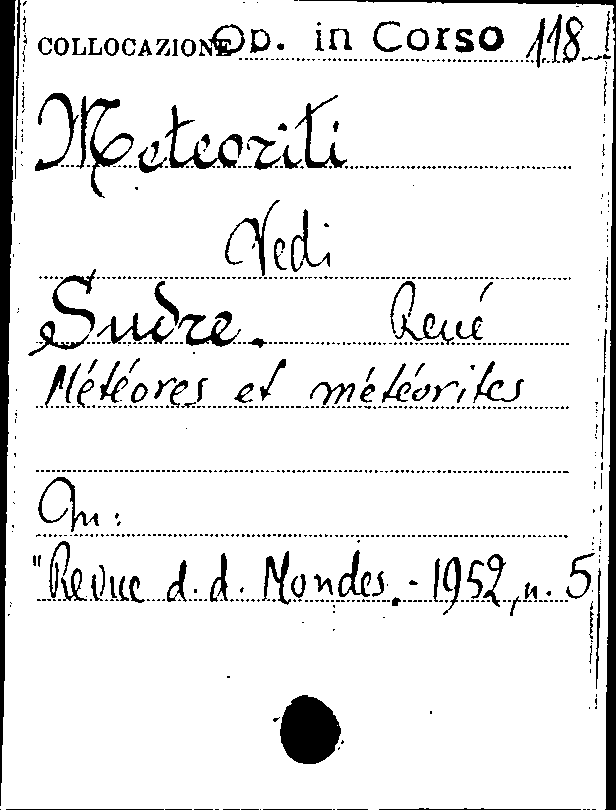 COLLOCAZIONE Op. in Corso 118
Meteoriti
Vedi
Sudre. René
Météores et météorites
In:
"Revue d. d. Mondes. - 1952, n. 5